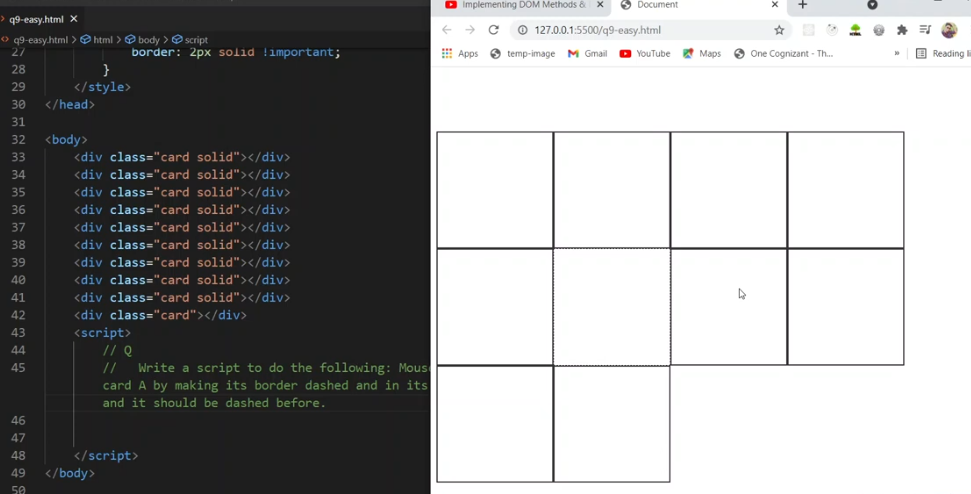 q9-easy.html ×
Implementing DOM Methods & ×
Document ×
q9-easy.html > html > body > script
127.0.0.1:5500/q9-easy.html
Apps temp-image Gmail YouTube Maps One Cognizant - Th... » Reading li
27 border: 2px solid !important;
28 }
29 </style>
30 </head>
31
32 <body>
33 <div class="card solid"></div>
34 <div class="card solid"></div>
35 <div class="card solid"></div>
36 <div class="card solid"></div>
37 <div class="card solid"></div>
38 <div class="card solid"></div>
39 <div class="card solid"></div>
40 <div class="card solid"></div>
41 <div class="card solid"></div>
42 <div class="card"></div>
43 <script>
44 // Q
45 // Write a script to do the following: Mous
card A by making its border dashed and in its
and it should be dashed before.
46
47
48 </script>
49 </body>
50